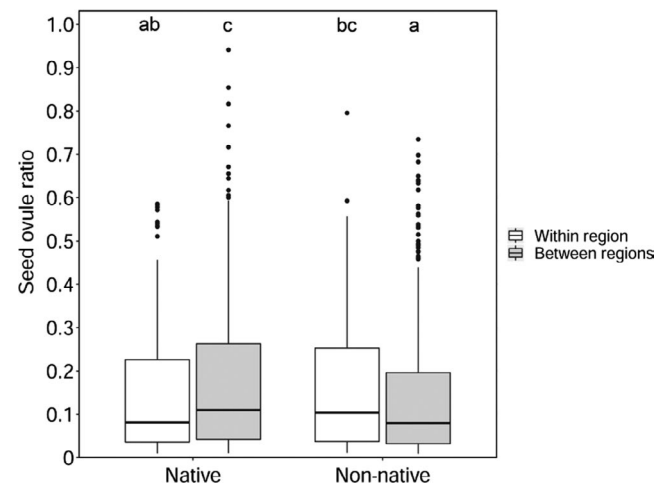 ab c bc a
1.0
0.9
0.8
0.7
0.6
0.5
0.4
0.3
0.2
0.1
0
Seed ovule ratio
Native Non-native
Within region
Between regions